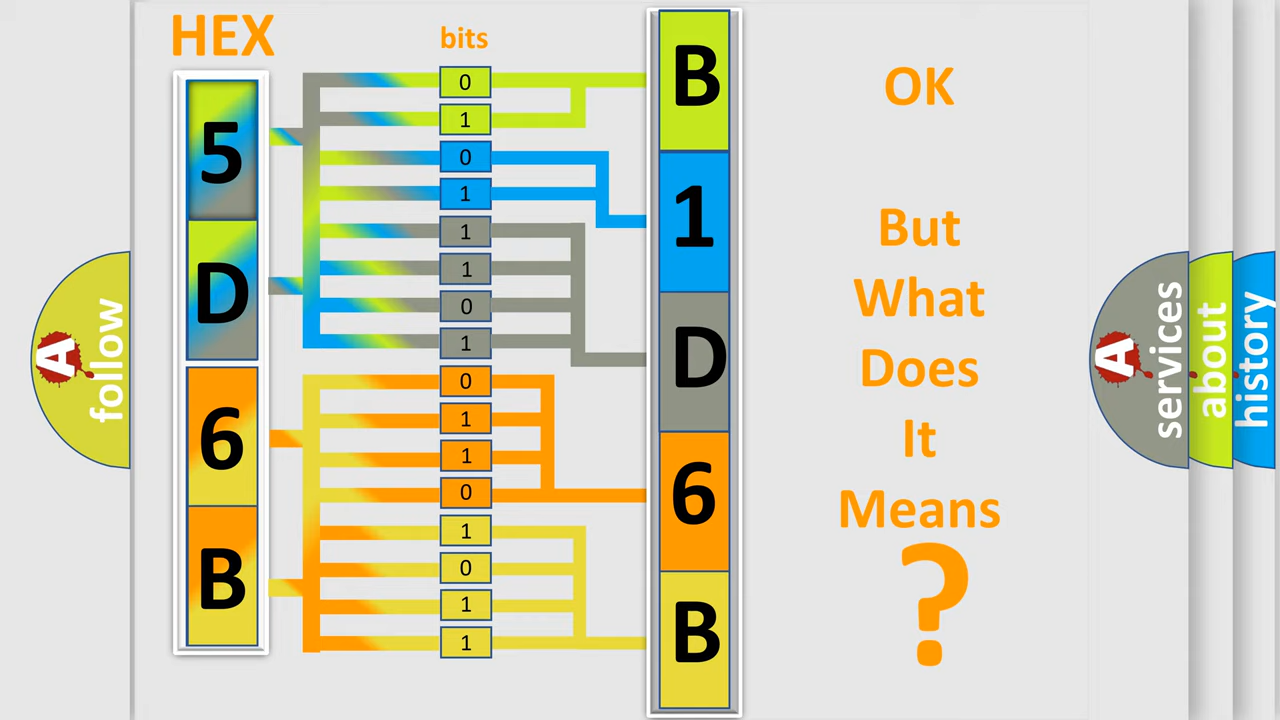 HEX
bits
5
D
6
B
0
1
0
1
1
1
0
1
0
1
1
0
1
0
1
1
B
1
D
6
B
OK
But
What
Does
It
Means
?
A
follow
A
services
about
history